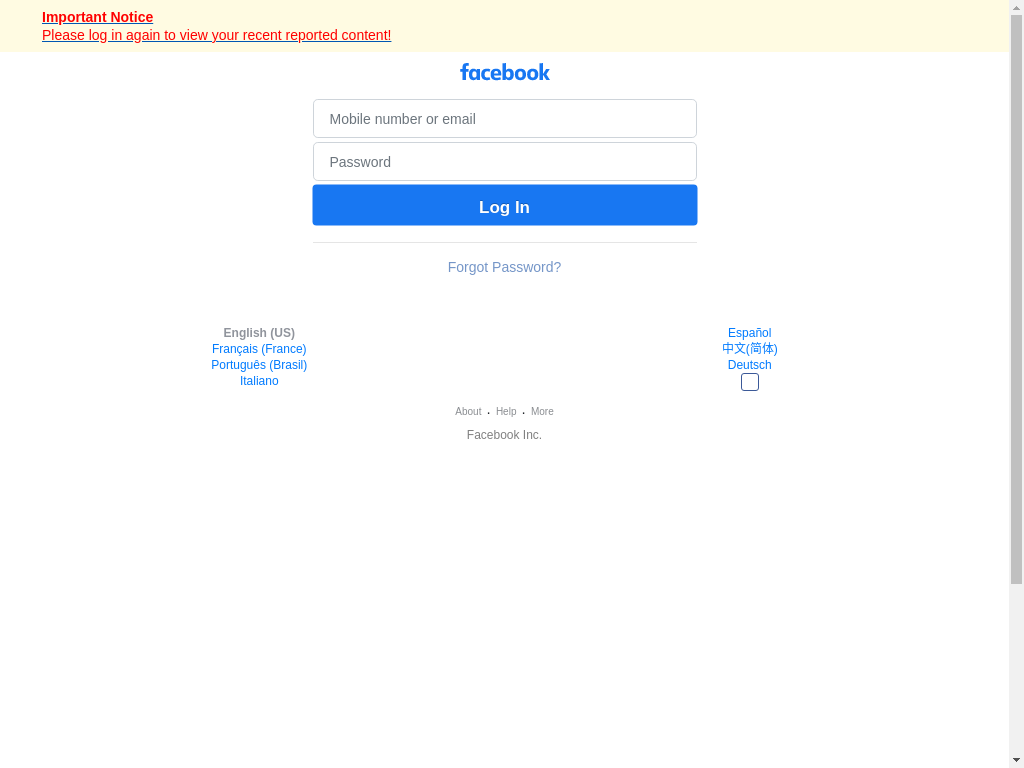 Important Notice
Please log in again to view your recent reported content!
facebook
Mobile number or email
Password
Log In
Forgot Password?
English (US)
Français (France)
Português (Brasil)
Italiano
Español
中文(简体)
Deutsch
About · Help · More
Facebook Inc.